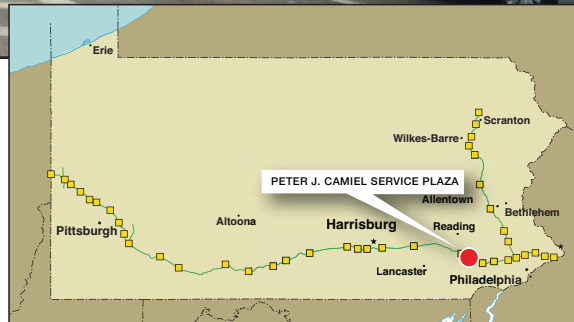 Erie
Scranton
Wilkes-Barre
PETER J. CAMIEL SERVICE PLAZA
Allentown
Bethlehem
Altoona
Harrisburg
Reading
Pittsburgh
Lancaster
Philadelphia